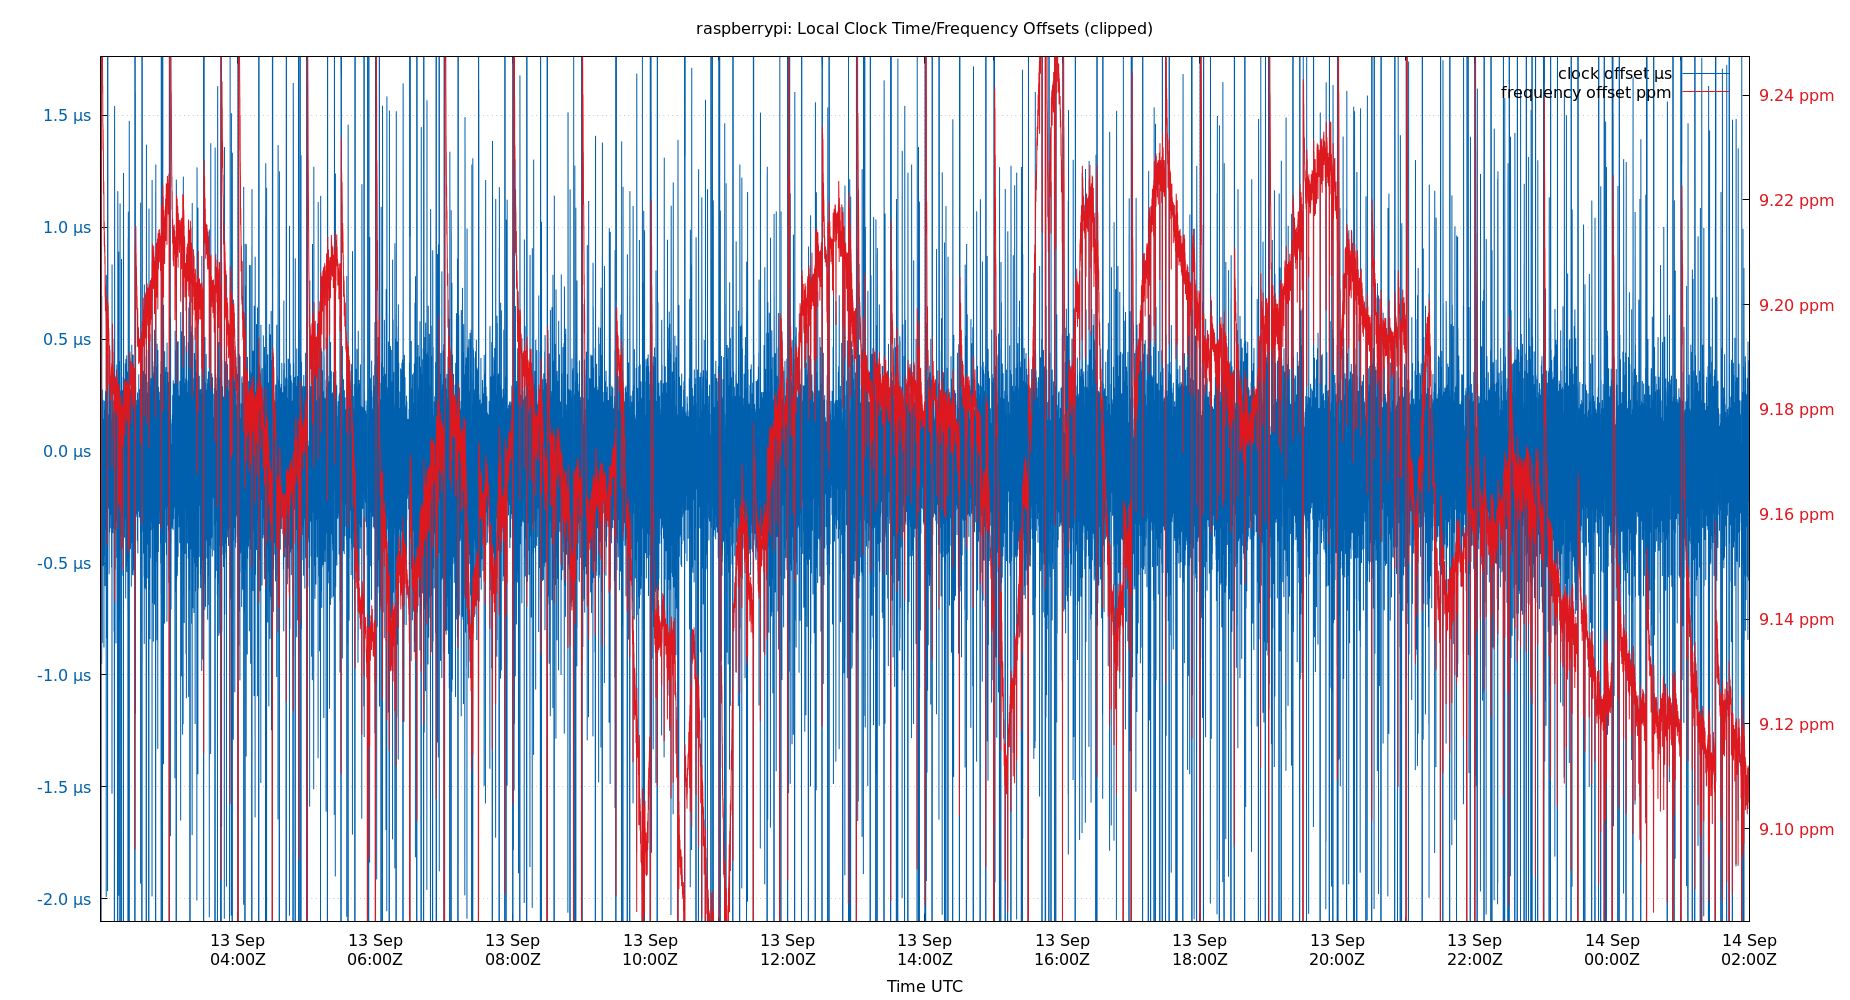 raspberrypi: Local Clock Time/Frequency Offsets (clipped)
clock offset µs
frequency offset ppm
1.5 µs
1.0 µs
0.5 µs
0.0 µs
-0.5 µs
-1.0 µs
-1.5 µs
-2.0 µs
9.24 ppm
9.22 ppm
9.20 ppm
9.18 ppm
9.16 ppm
9.14 ppm
9.12 ppm
9.10 ppm
13 Sep
04:00Z
13 Sep
06:00Z
13 Sep
08:00Z
13 Sep
10:00Z
13 Sep
12:00Z
13 Sep
14:00Z
13 Sep
16:00Z
13 Sep
18:00Z
13 Sep
20:00Z
13 Sep
22:00Z
14 Sep
00:00Z
14 Sep
02:00Z
Time UTC